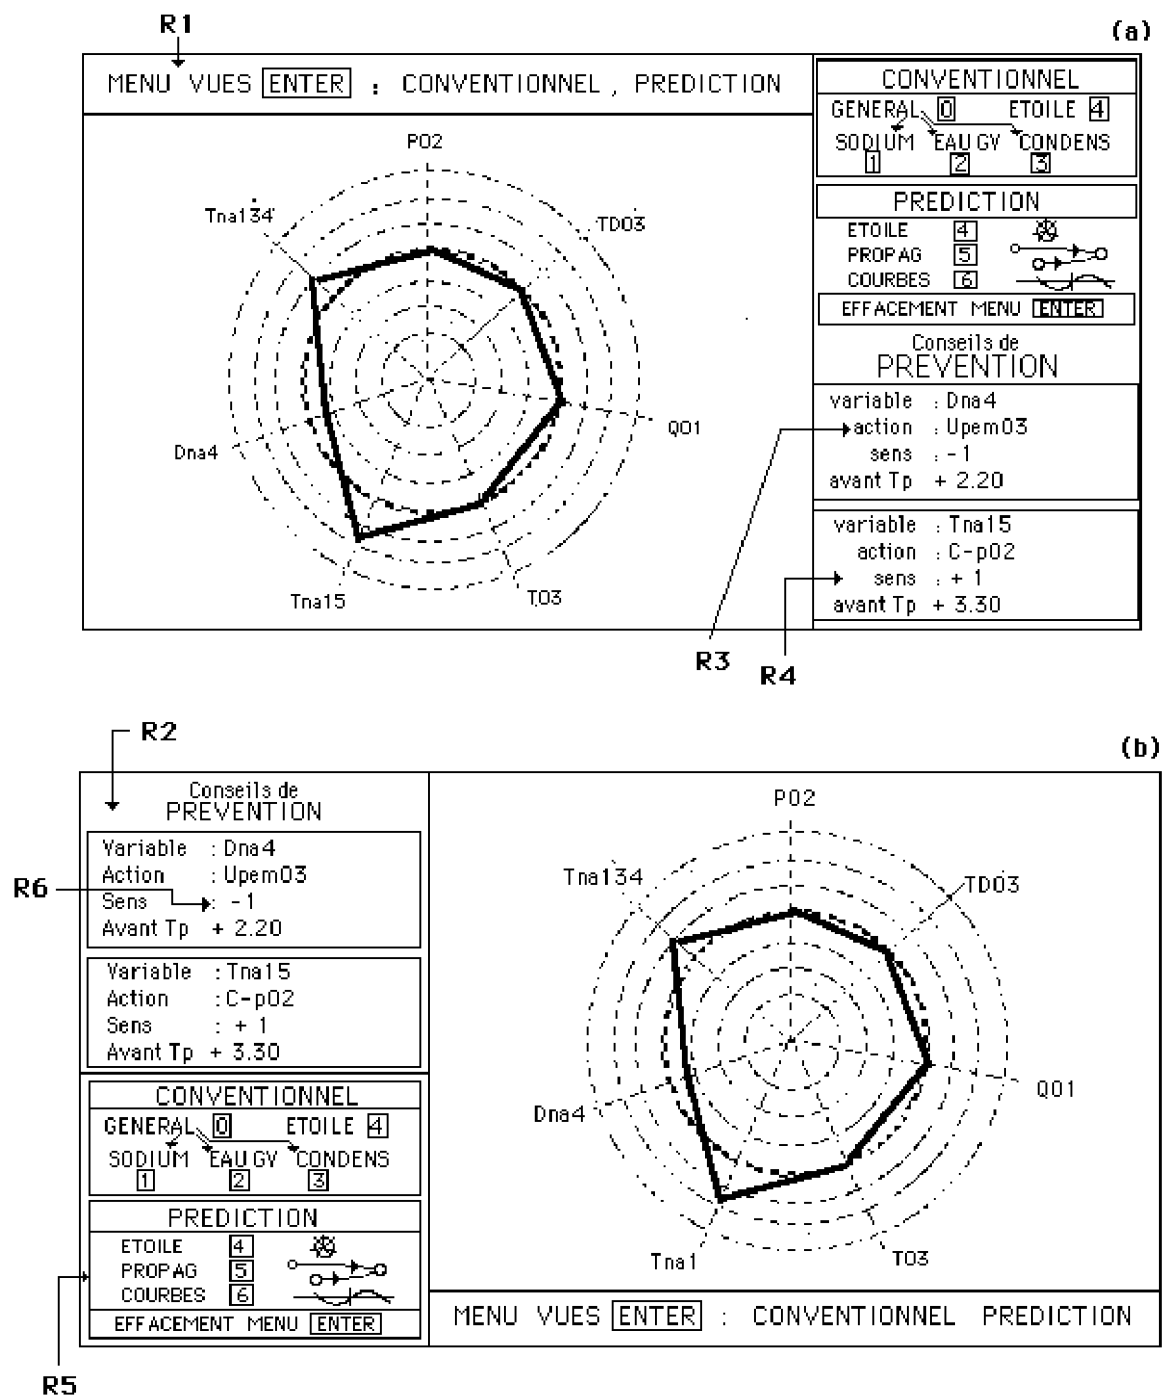 R1
(a)
MENU VUES ENTER : CONVENTIONNEL, PREDICTION
PO2
Tna134
TD03
Q01
Dna4
Tna15
T03
CONVENTIONNEL
GENERAL 0 ETOILE 4
SODIUM EAU GV CONDENS
1 2 3
PREDICTION
ETOILE 4
PROPAG 5
COURBES 6
EFFACEMENT MENU ENTER
Conseils de
PREVENTION
variable : Dna4
action : Upem03
sens : -1
avant Tp + 2.20
variable : Tna15
action : C-p02
sens : + 1
avant Tp + 3.30
R3
R4
R2
(b)
Conseils de
PREVENTION
Variable : Dna4
Action : Upem03
R6
Sens : -1
Avant Tp + 2.20
Variable : Tna15
Action : C-p02
Sens : + 1
Avant Tp + 3.30
CONVENTIONNEL
GENERAL 0 ETOILE 4
SODIUM EAU GV CONDENS
1 2 3
PREDICTION
ETOILE 4
PROPAG 5
COURBES 6
EFFACEMENT MENU ENTER
R5
P02
Tna134
TD03
Q01
Dna4
Tna1
T03
MENU VUES ENTER : CONVENTIONNEL PREDICTION